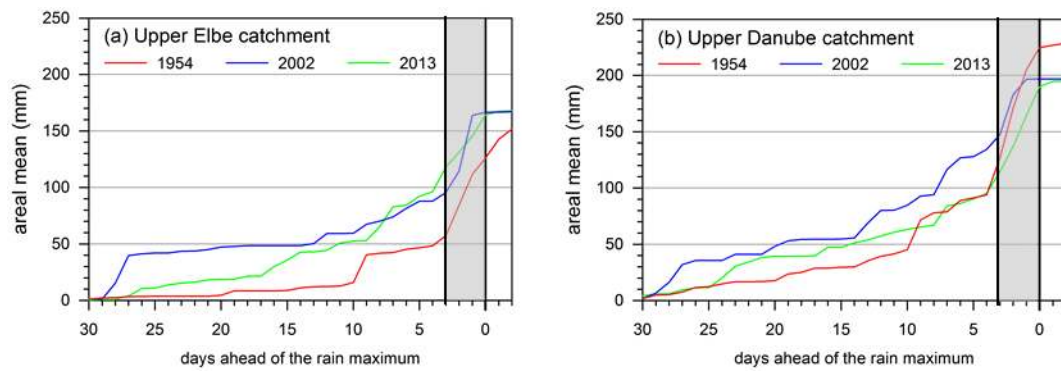 (a) Upper Elbe catchment
1954 2002 2013
250
200
150
100
50
0
areal mean (mm)
30 25 20 15 10 5 0
days ahead of the rain maximum
(b) Upper Danube catchment
1954 2002 2013
250
200
150
100
50
0
areal mean (mm)
30 25 20 15 10 5 0
days ahead of the rain maximum